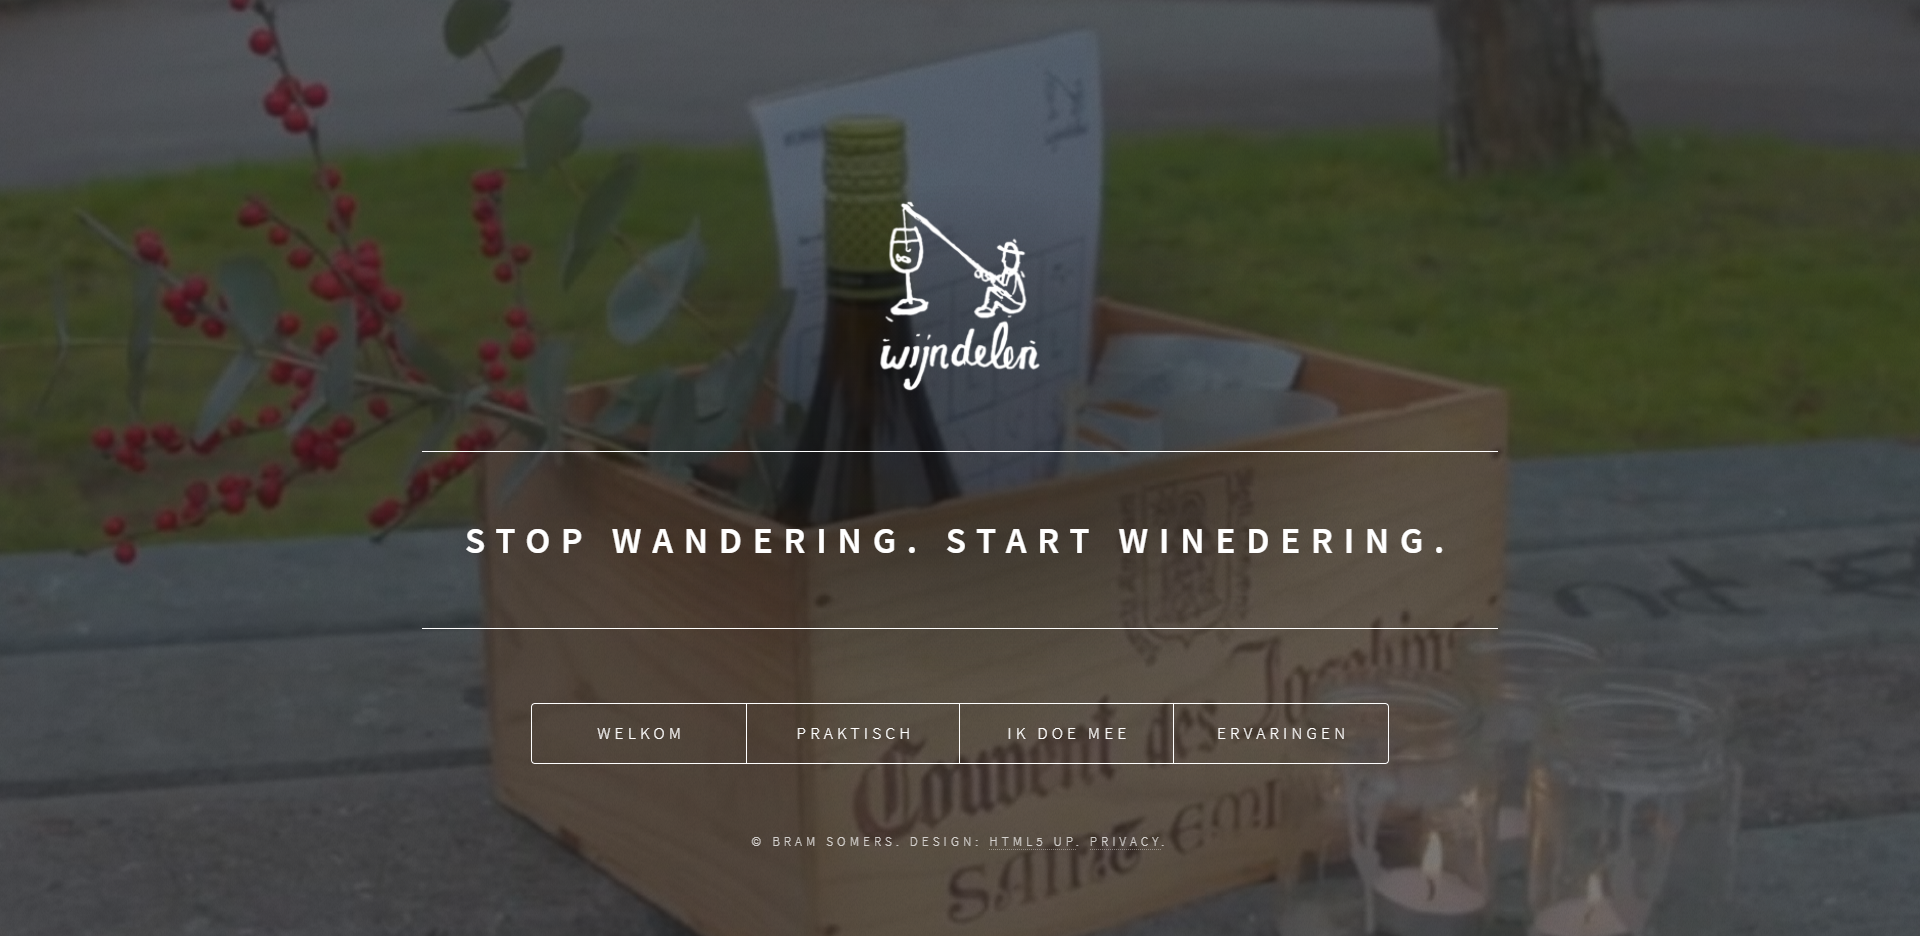 wijndelen
STOP WANDERING. START WINEDERING.
WELKOM
PRAKTISCH
IK DOE MEE
ERVARINGEN
Couvent des Jacobins
SAINT-EMI
© BRAM SOMERS. DESIGN: HTML5 UP. PRIVACY.